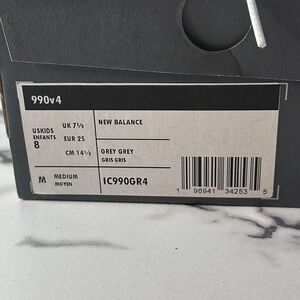 990v4
USKIDS
ENFANTS
8
UK 7½
EUR 25
CM 14½
NEW BALANCE
GREY GREY
GRIS GRIS
M
MEDIUM
MOYEN
IC990GR4
1 96941 34253 5